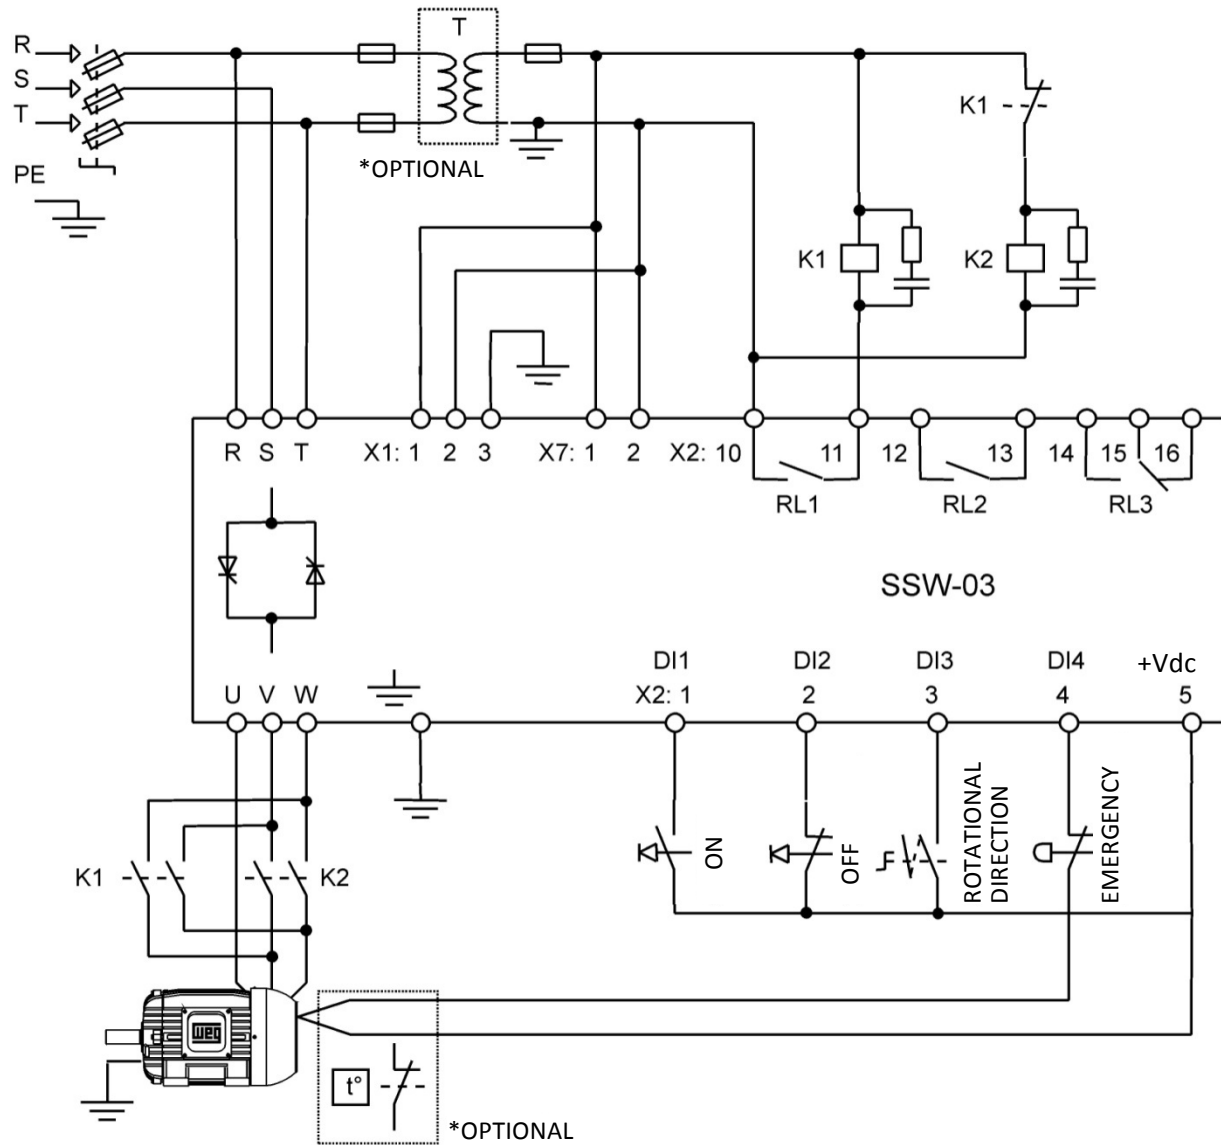 T
R
S
T
PE
*OPTIONAL
K1
K1
K2
R S T X1: 1 2 3 X7: 1 2 X2: 10 11 12 13 14 15 16
RL1 RL2 RL3
SSW-03
DI1 DI2 DI3 DI4 +Vdc
U V W X2: 1 2 3 4 5
ON
OFF
ROTATIONAL
DIRECTION
EMERGENCY
K1 K2
weg
t°
*OPTIONAL